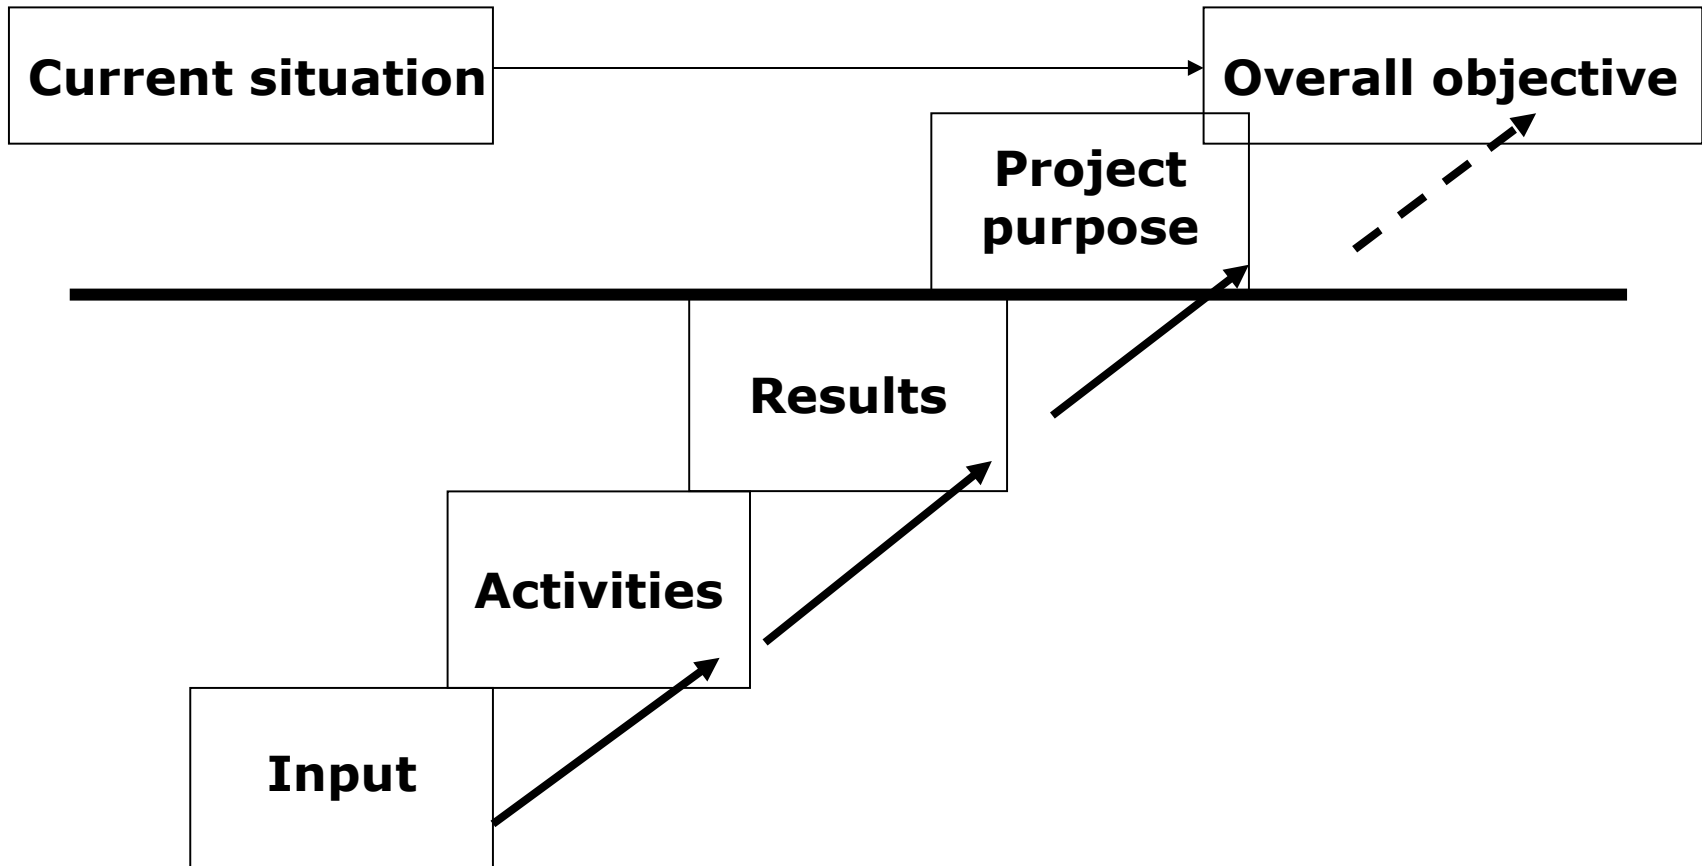 Current situation
Overall objective
Project
purpose
Results
Activities
Input